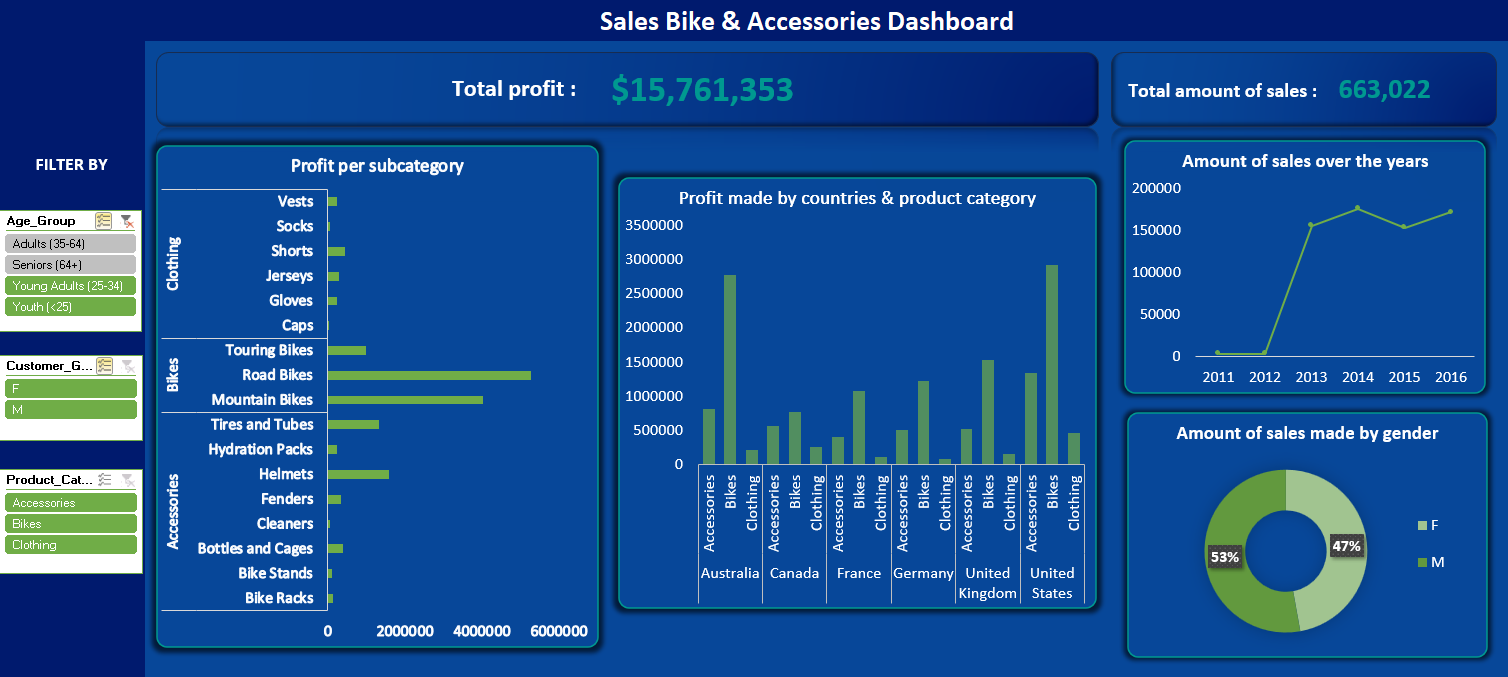 Sales Bike & Accessories Dashboard
Total profit :
$15,761,353
Total amount of sales :
663,022
FILTER BY
Age_Group
Adults (35-64)
Seniors (64+)
Young Adults (25-34)
Youth (<25)
Customer_G...
F
M
Product_Cat...
Accessories
Bikes
Clothing
Profit per subcategory
Clothing
Vests
Socks
Shorts
Jerseys
Gloves
Caps
Bikes
Touring Bikes
Road Bikes
Mountain Bikes
Accessories
Tires and Tubes
Hydration Packs
Helmets
Fenders
Cleaners
Bottles and Cages
Bike Stands
Bike Racks
0 2000000 4000000 6000000
Profit made by countries & product category
3500000
3000000
2500000
2000000
1500000
1000000
500000
0
Accessories Bikes Clothing Accessories Bikes Clothing Accessories Bikes Clothing Accessories Bikes Clothing Accessories Bikes Clothing Accessories Bikes Clothing
Australia Canada France Germany United United
Kingdom States
Amount of sales over the years
200000
150000
100000
50000
0
2011 2012 2013 2014 2015 2016
Amount of sales made by gender
53%
47%
F
M